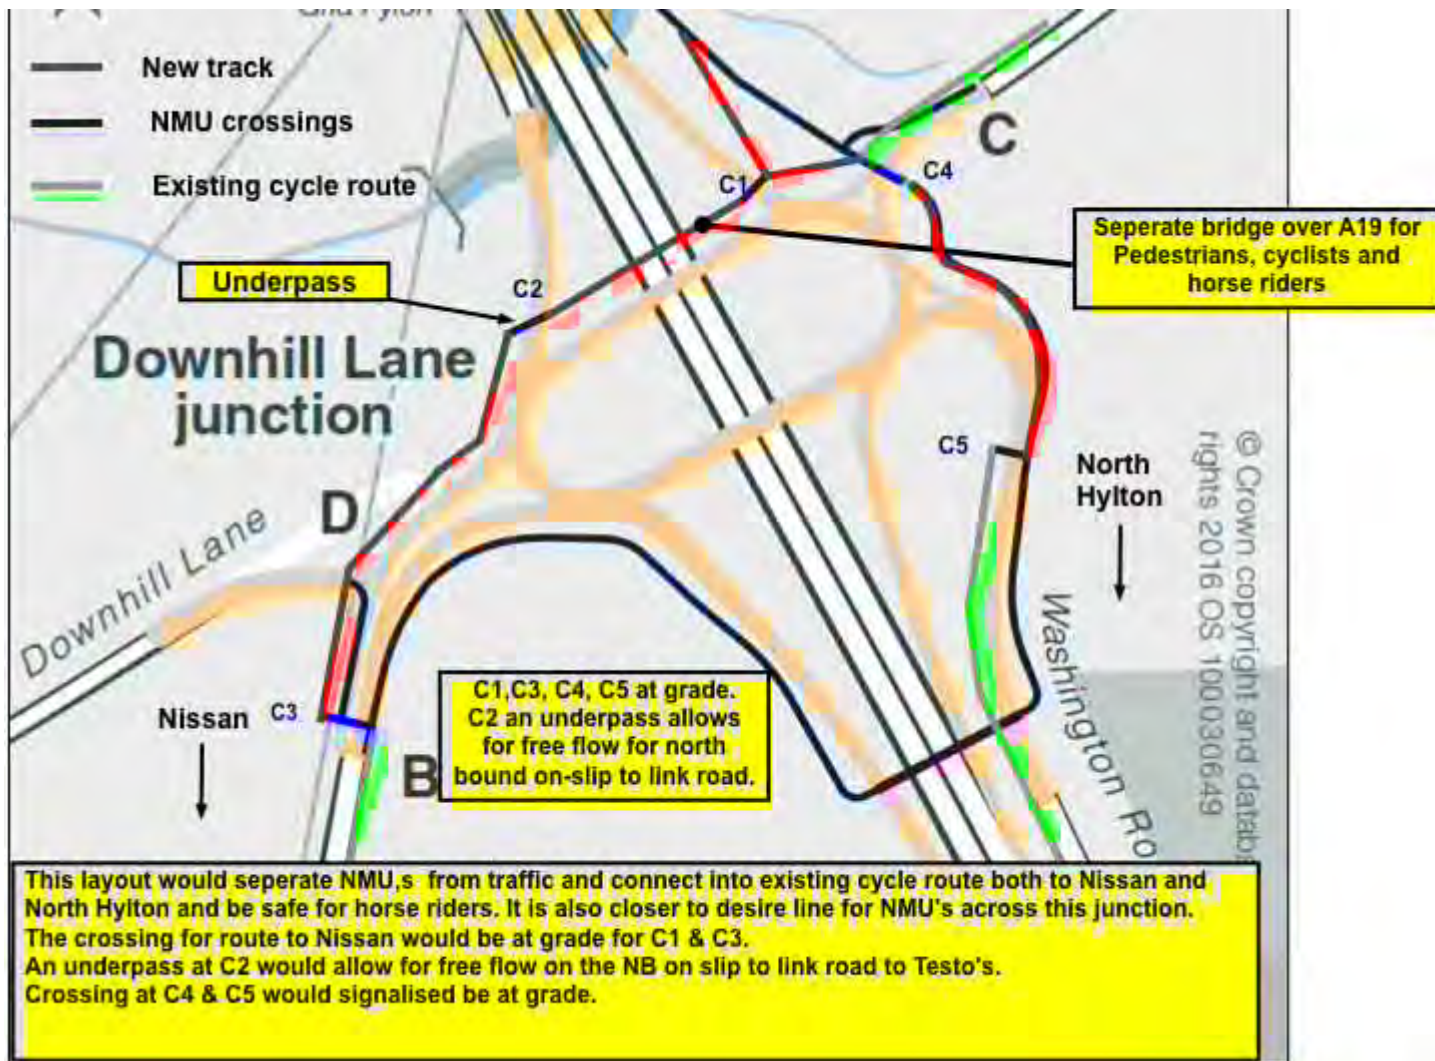 Grid Pylon
New track
NMU crossings
Existing cycle route
C
C4
C1
Seperate bridge over A19 for
Pedestrians, cyclists and
horse riders
Underpass
C2
Downhill Lane
junction
C5
North
Hylton
D
Downhill Lane
© Crown copyright and databa
rights 2016 OS 100030649
Washington Ro
Nissan
C3
B
C1,C3, C4, C5 at grade.
C2 an underpass allows
for free flow for north
bound on-slip to link road.
This layout would seperate NMU,s from traffic and connect into existing cycle route both to Nissan and
North Hylton and be safe for horse riders. It is also closer to desire line for NMU's across this junction.
The crossing for route to Nissan would be at grade for C1 & C3.
An underpass at C2 would allow for free flow on the NB on slip to link road to Testo's.
Crossing at C4 & C5 would signalised be at grade.